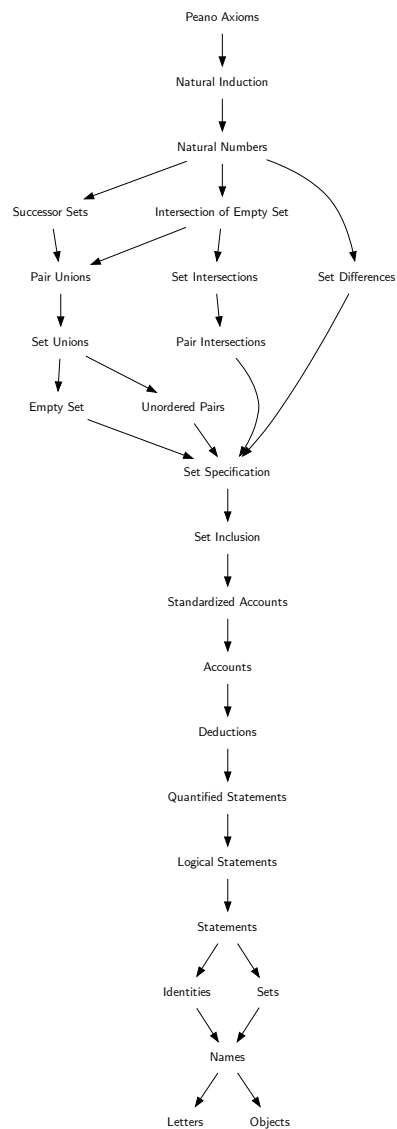 Peano Axioms
Natural Induction
Natural Numbers
Successor Sets
Intersection of Empty Set
Pair Unions
Set Intersections
Set Differences
Set Unions
Pair Intersections
Empty Set
Unordered Pairs
Set Specification
Set Inclusion
Standardized Accounts
Accounts
Deductions
Quantified Statements
Logical Statements
Statements
Identities
Sets
Names
Letters
Objects